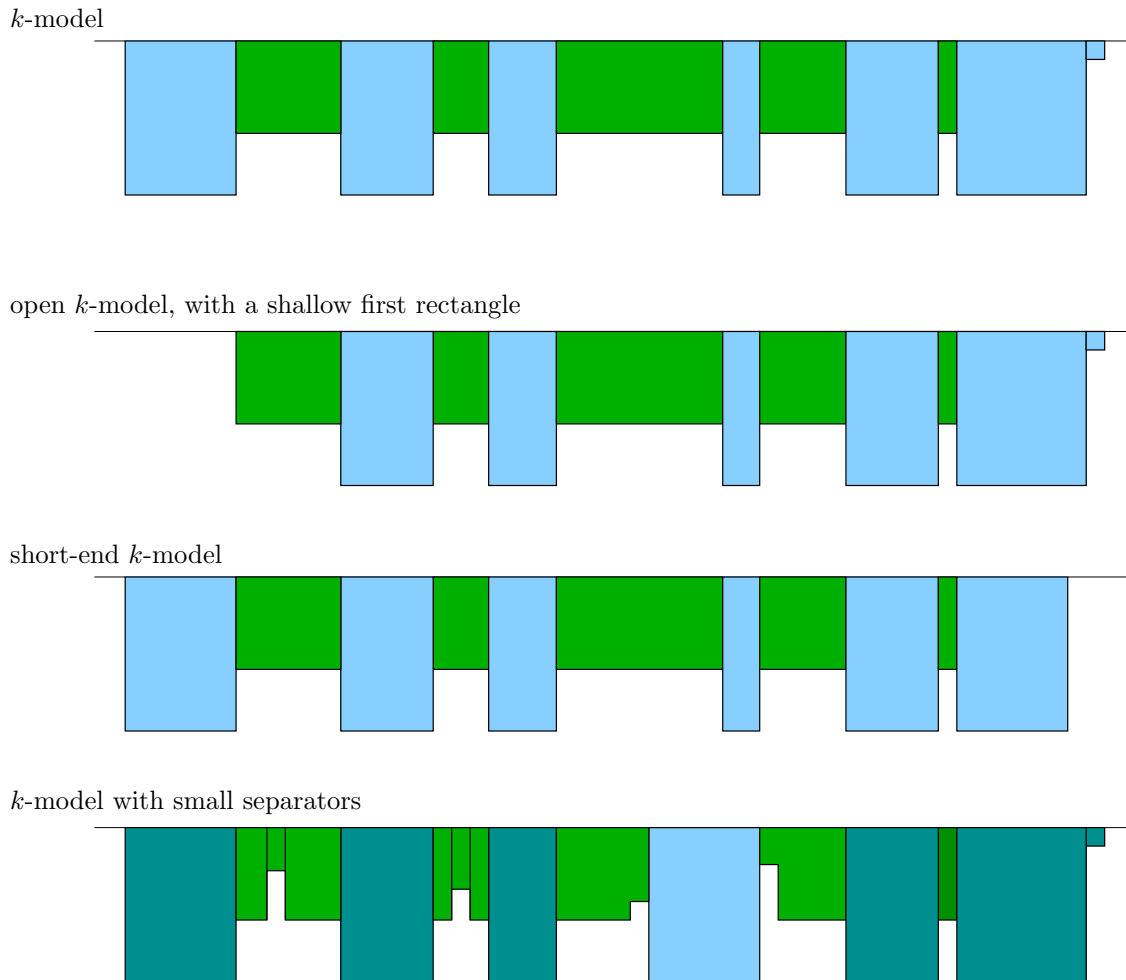 k-model
open k-model, with a shallow first rectangle
short-end k-model
k-model with small separators